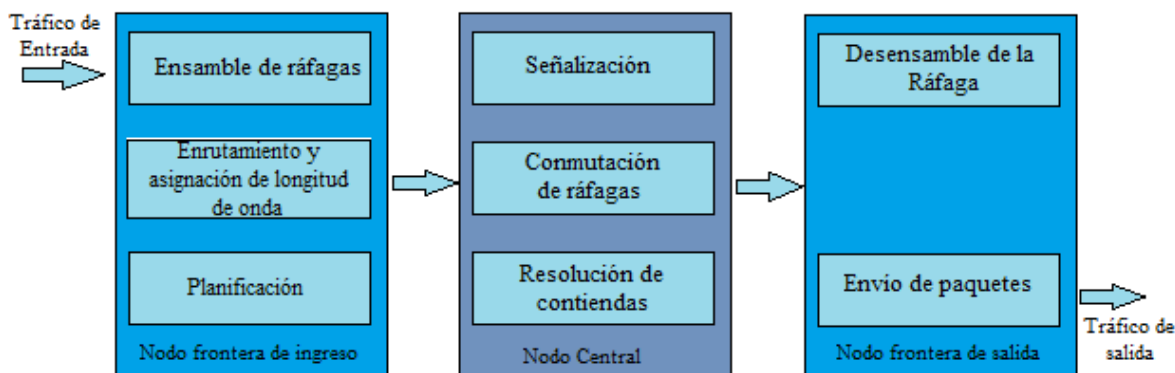 Tráfico de
Entrada
Ensamble de ráfagas
Enrutamiento y
asignación de longitud
de onda
Planificación
Nodo frontera de ingreso
Señalización
Conmutación
de ráfagas
Resolución de
contiendas
Nodo Central
Desensamble de la
Ráfaga
Envío de paquetes
Nodo frontera de salida
Tráfico de
salida